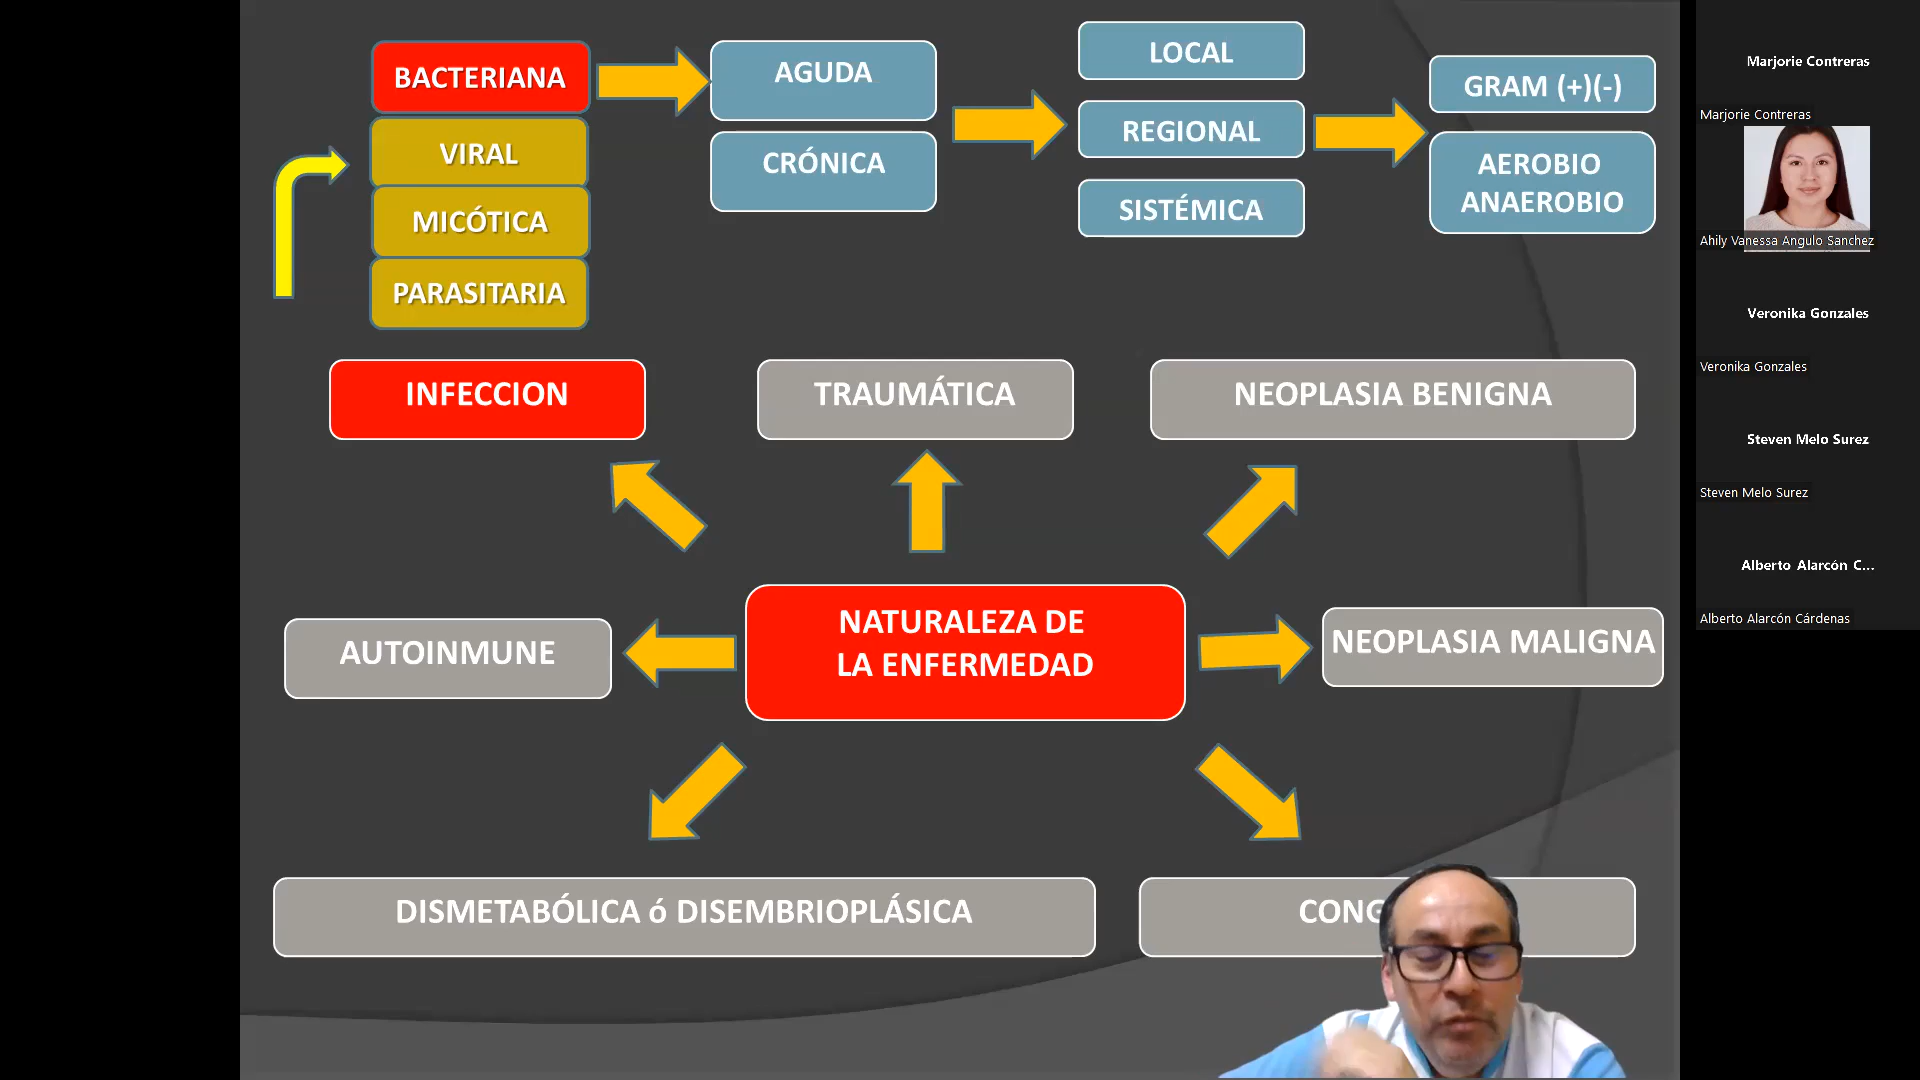 BACTERIANA
VIRAL
MICÓTICA
PARASITARIA
AGUDA
CRÓNICA
LOCAL
REGIONAL
SISTÉMICA
GRAM (+)(-)
AEROBIO
ANAEROBIO
INFECCION
TRAUMÁTICA
NEOPLASIA BENIGNA
AUTOINMUNE
NATURALEZA DE
LA ENFERMEDAD
NEOPLASIA MALIGNA
DISMETABÓLICA ó DISEMBRIOPLÁSICA
Marjorie Contreras
Marjorie Contreras
Ahily Vanessa Angulo Sanchez
Veronika Gonzales
Veronika Gonzales
Steven Melo Surez
Steven Melo Surez
Alberto Alarcón C...
Alberto Alarcón Cárdenas